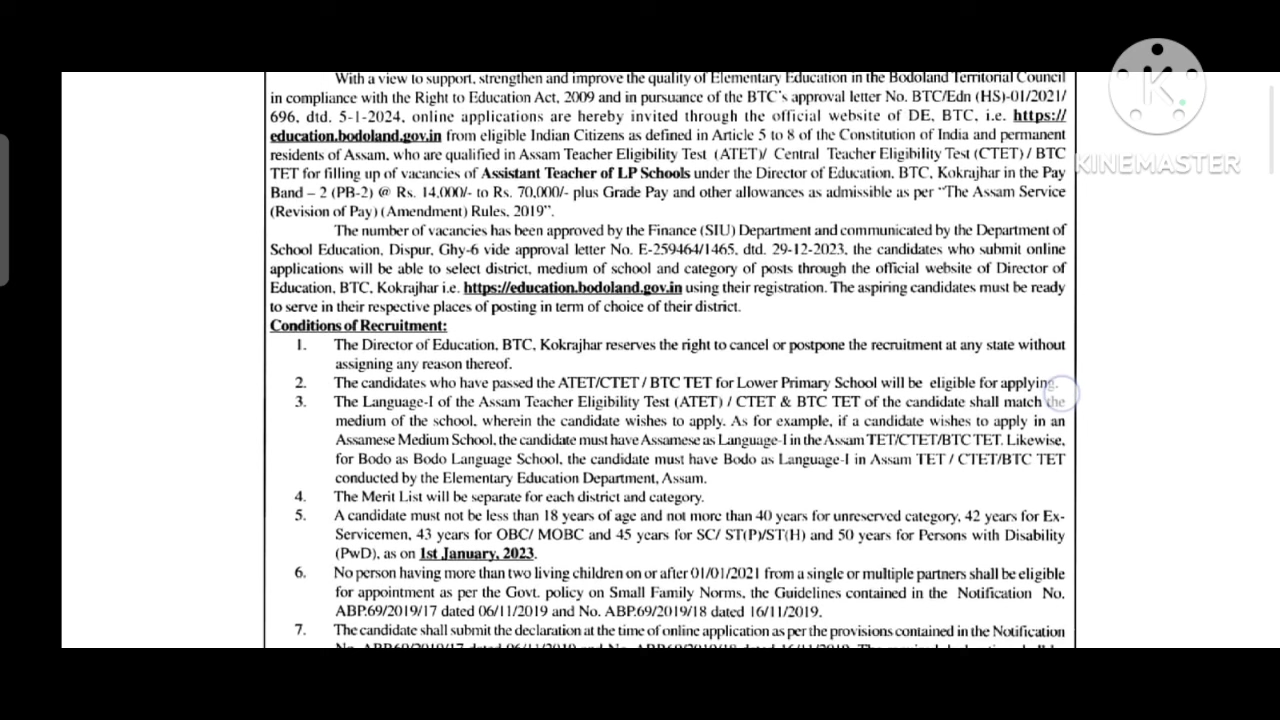 With a view to support, strengthen and improve the quality of Elementary Education in the Bodoland Territorial Council
in compliance with the Right to Education Act, 2009 and in pursuance of the BTC's approval letter No. BTC/Edn (HS)-01/2021/
696, dtd. 5-1-2024, online applications are hereby invited through the official website of DE, BTC, i.e. https://
education.bodoland.gov.in from eligible Indian Citizens as defined in Article 5 to 8 of the Constitution of India and permanent
residents of Assam, who are qualified in Assam Teacher Eligibility Test (ATET)/ Central Teacher Eligibility Test (CTET) / BTC
TET for filling up of vacancies of Assistant Teacher of LP Schools under the Director of Education, BTC, Kokrajhar in the Pay
Band – 2 (PB-2) @ Rs. 14,000/- to Rs. 70,000/- plus Grade Pay and other allowances as admissible as per "The Assam Service
(Revision of Pay) (Amendment) Rules, 2019".
The number of vacancies has been approved by the Finance (SIU) Department and communicated by the Department of
School Education, Dispur, Ghy-6 vide approval letter No. E-259464/1465, dtd. 29-12-2023, the candidates who submit online
applications will be able to select district, medium of school and category of posts through the official website of Director of
Education, BTC, Kokrajhar i.e. https://education.bodoland.gov.in using their registration. The aspiring candidates must be ready
to serve in their respective places of posting in term of choice of their district.
Conditions of Recruitment:
1. The Director of Education, BTC, Kokrajhar reserves the right to cancel or postpone the recruitment at any state without
assigning any reason thereof.
2. The candidates who have passed the ATET/CTET / BTC TET for Lower Primary School will be eligible for applying.
3. The Language-I of the Assam Teacher Eligibility Test (ATET) / CTET & BTC TET of the candidate shall match the
medium of the school, wherein the candidate wishes to apply. As for example, if a candidate wishes to apply in an
Assamese Medium School, the candidate must have Assamese as Language-I in the Assam TET/CTET/BTC TET. Likewise,
for Bodo as Bodo Language School, the candidate must have Bodo as Language-I in Assam TET / CTET/BTC TET
conducted by the Elementary Education Department, Assam.
4. The Merit List will be separate for each district and category.
5. A candidate must not be less than 18 years of age and not more than 40 years for unreserved category, 42 years for Ex-
Servicemen, 43 years for OBC/ MOBC and 45 years for SC/ ST(P)/ST(H) and 50 years for Persons with Disability
(PwD), as on 1st January, 2023.
6. No person having more than two living children on or after 01/01/2021 from a single or multiple partners shall be eligible
for appointment as per the Govt. policy on Small Family Norms, the Guidelines contained in the Notification No.
ABP.69/2019/17 dated 06/11/2019 and No. ABP.69/2019/18 dated 16/11/2019.
7. The candidate shall submit the declaration at the time of online application as per the provisions contained in the Notification
KINEMASTER